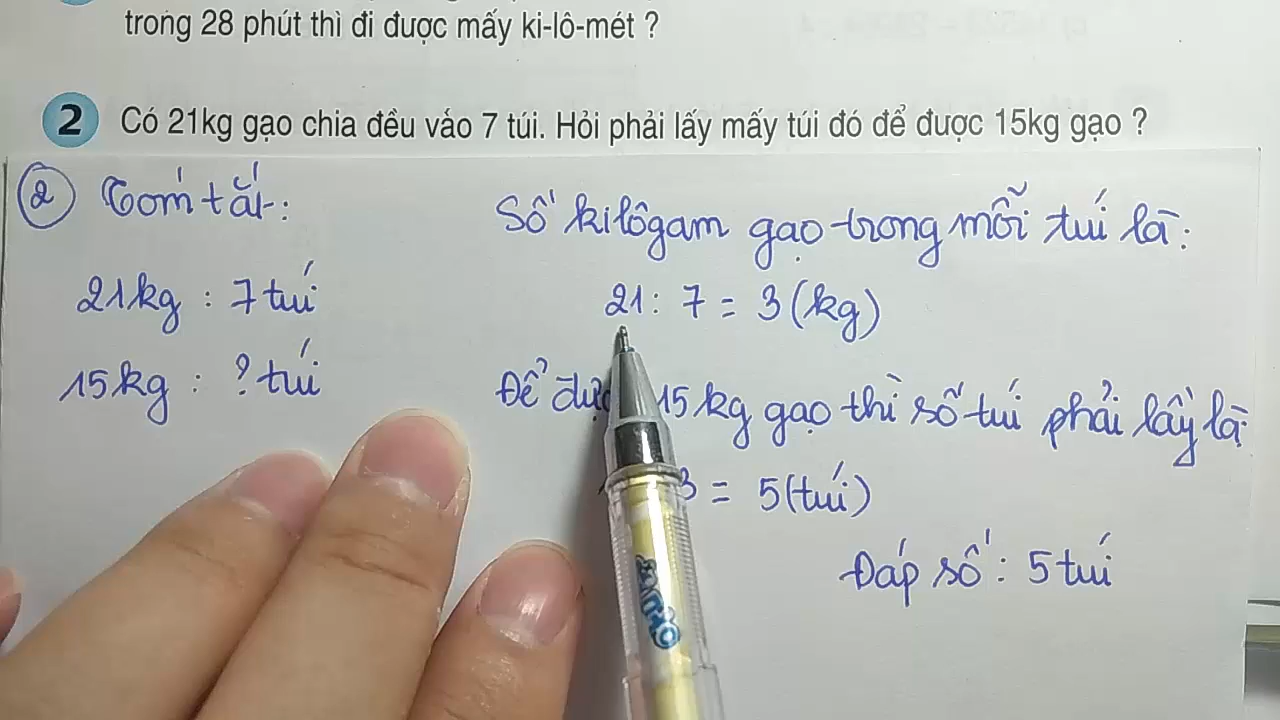 trong 28 phút thì đi được mấy ki-lô-mét ?
2 Có 21kg gạo chia đều vào 7 túi. Hỏi phải lấy mấy túi đó để được 15kg gạo ?
2 Tóm tắt:
21kg : 7 túi
15kg : ? túi
Số kilôgam gạo trong mỗi túi là:
21 : 7 = 3 (kg)
Để 15kg gạo thì số túi phải lấy là
3 = 5 (túi)
Đáp số : 5 túi